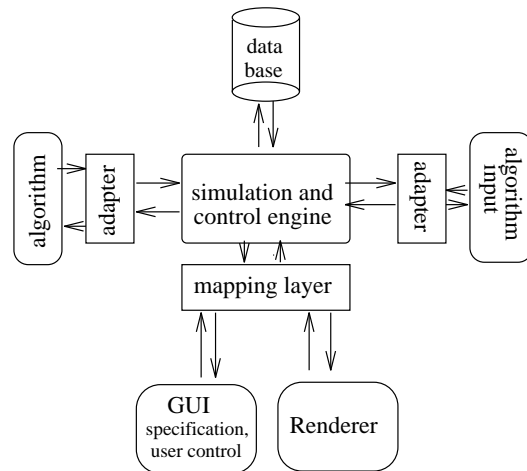 data
base
algorithm
adapter
simulation and
control engine
adapter
algorithm
input
mapping layer
GUI
specification,
user control
Renderer